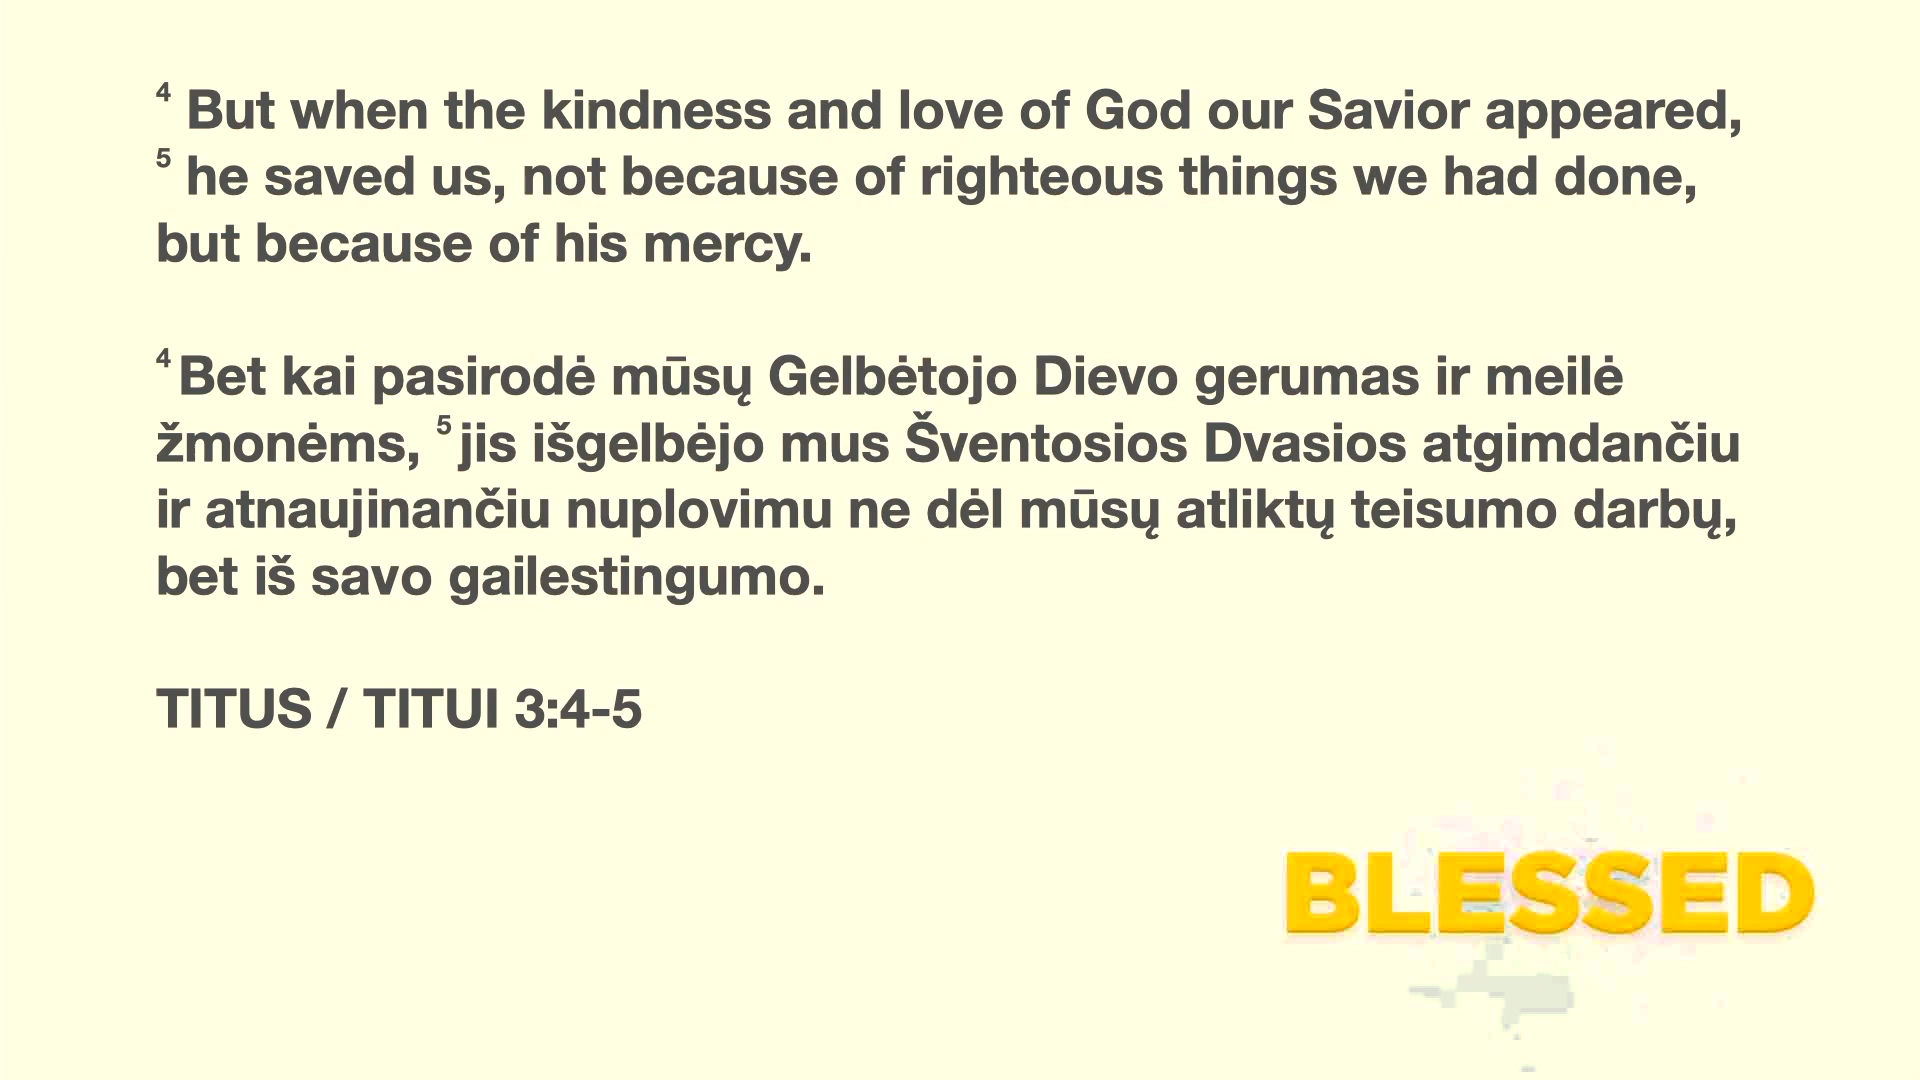 4 But when the kindness and love of God our Savior appeared,
5 he saved us, not because of righteous things we had done,
but because of his mercy.
4 Bet kai pasirodė mūsų Gelbėtojo Dievo gerumas ir meilė
žmonėms, 5 jis išgelbėjo mus Šventosios Dvasios atgimdančiu
ir atnaujinančiu nuplovimu ne dėl mūsų atliktų teisumo darbų,
bet iš savo gailestingumo.
TITUS / TITUI 3:4-5
BLESSED